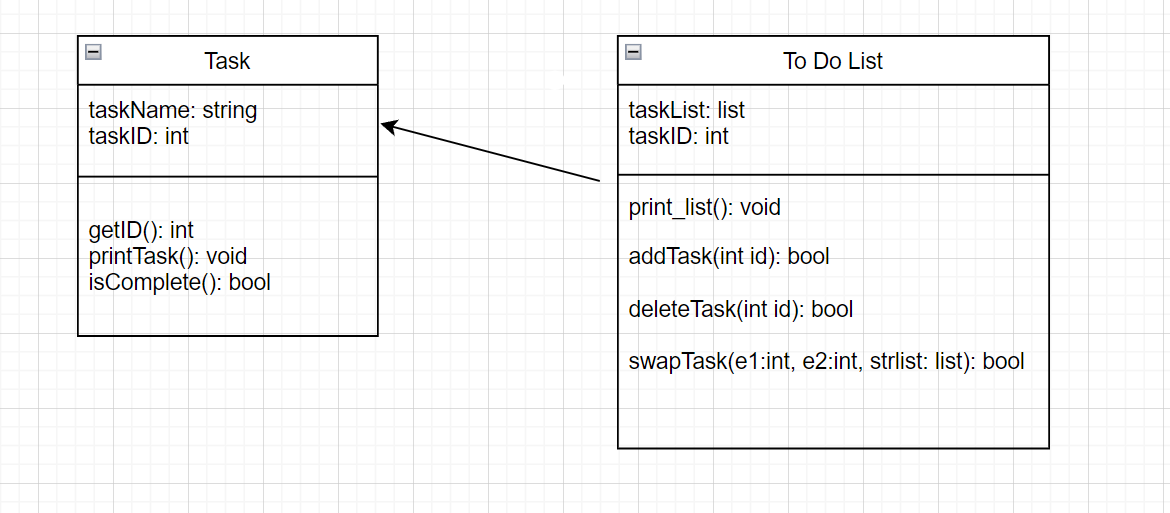 Task
taskName: string
taskID: int
getID(): int
printTask(): void
isComplete(): bool
To Do List
taskList: list
taskID: int
print_list(): void
addTask(int id): bool
deleteTask(int id): bool
swapTask(e1:int, e2:int, strlist: list): bool